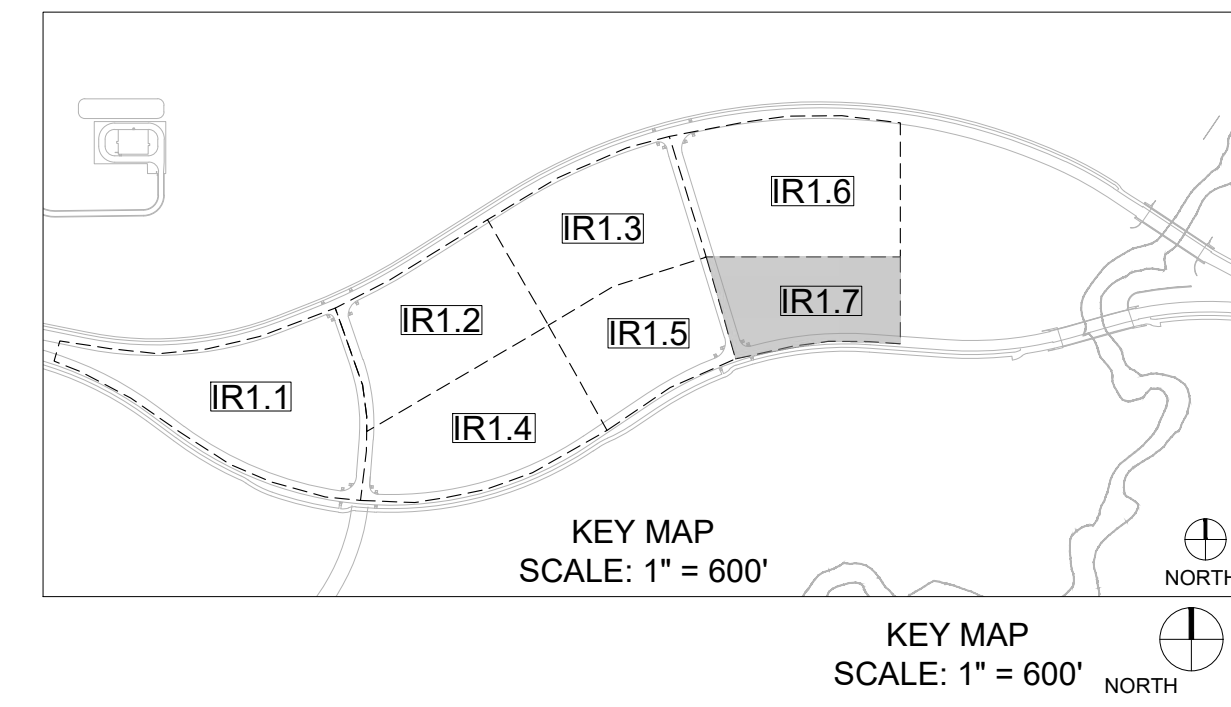 IR1.6
IR1.3
IR1.7
IR1.2
IR1.5
IR1.1
IR1.4
KEY MAP
SCALE: 1" = 600'
NORTH
KEY MAP
SCALE: 1" = 600'
NORTH